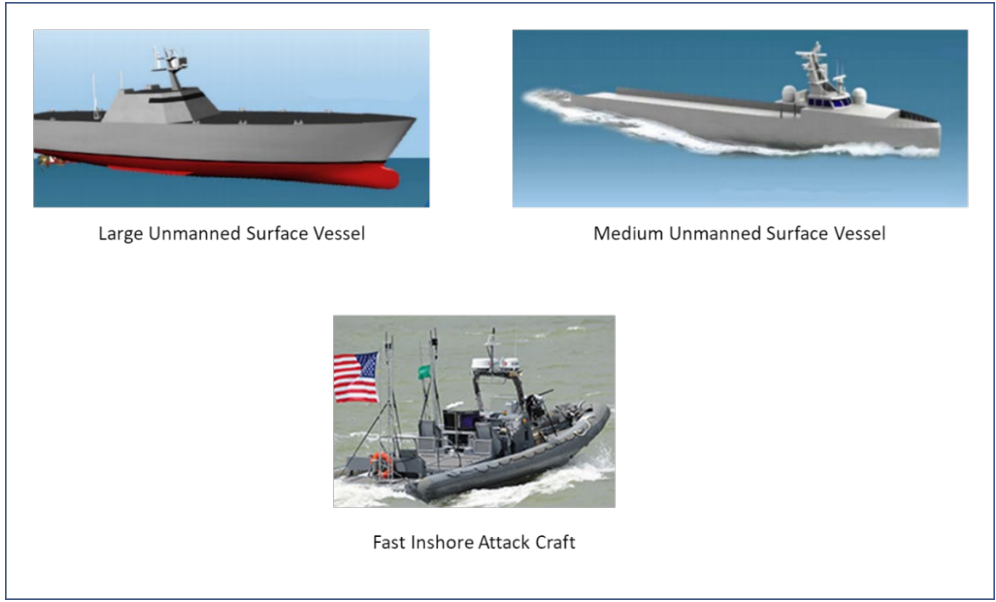 Large Unmanned Surface Vessel
Medium Unmanned Surface Vessel
Fast Inshore Attack Craft